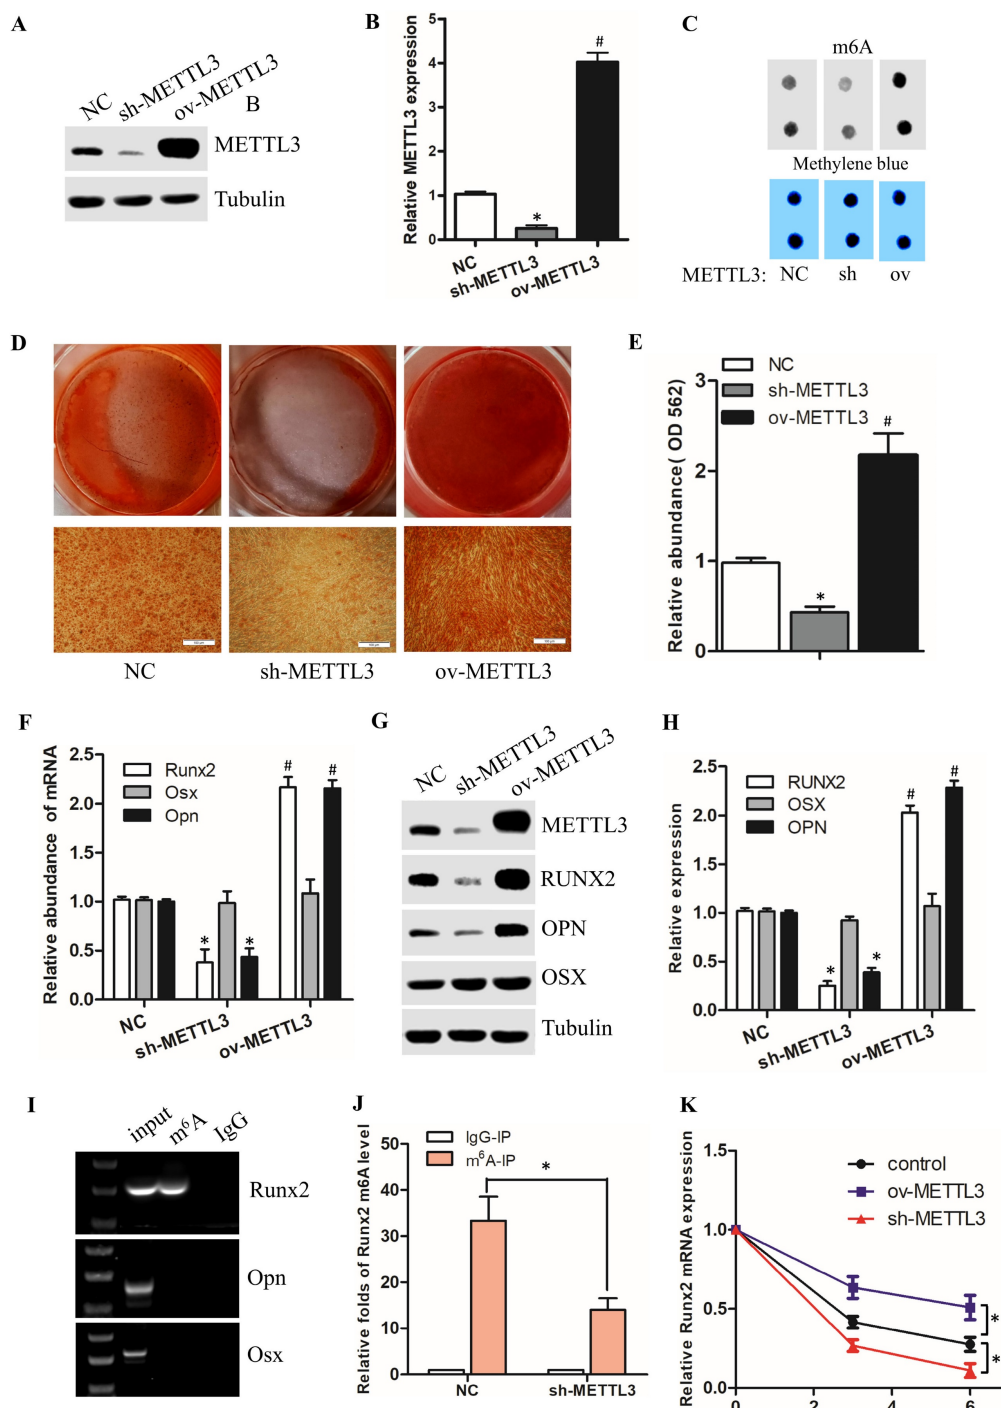 A
NC
sh-METTL3
ov-METTL3
B
METTL3
Tubulin
B
Relative METTL3 expression
5
4
3
2
1
0
*
#
NC
sh-METTL3
ov-METTL3
C
m6A
Methylene blue
METTL3: NC sh ov
D
NC sh-METTL3 ov-METTL3
E
NC
sh-METTL3
ov-METTL3
Relative abundance( OD 562)
3
2
1
0
*
#
F
Relative abundance of mRNA
2.5
2.0
1.5
1.0
0.5
0.0
Runx2
Osx
Opn
* *
# #
NC
sh-METTL3
ov-METTL3
G
NC
sh-METTL3
ov-METTL3
METTL3
RUNX2
OPN
OSX
Tubulin
H
Relative expression
2.5
2.0
1.5
1.0
0.5
0.0
RUNX2
OSX
OPN
* *
# #
NC
sh-METTL3
ov-METTL3
I
input
m⁶A
IgG
Runx2
Opn
Osx
J
Relative folds of Runx2 m6A level
50
40
30
20
10
0
IgG-IP
m⁶A-IP
*
NC sh-METTL3
K
Relative Runx2 mRNA expression
1.5
1.0
0.5
0.0
control
ov-METTL3
sh-METTL3
*
*
0 2 4 6